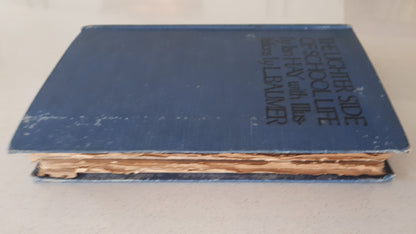 THE LIGHTER SIDE
OF SCHOOL LIFE
by Ian HAY with Illus-
trations by L. BAUMER